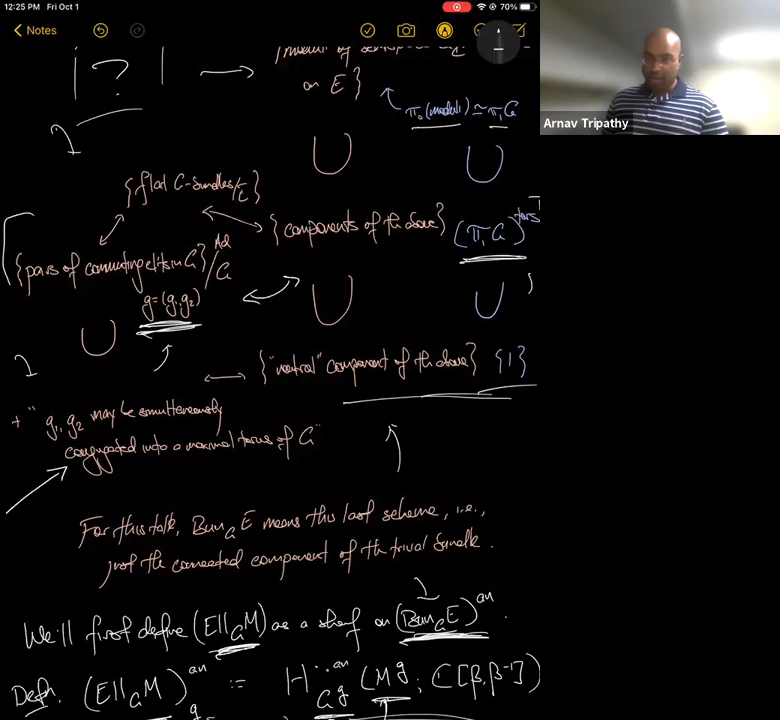 12:25 PM Fri Oct 1
70%
Notes
Arnav Tripathy
?
on E}
π₀(moduli) ≃ π₁G
{flat G-bundles/E}
{components of the above} (π₁G)^tors
{pairs of commuting elts in G}/G Ad
g=(g₁,g₂)
{"neutral" component of the above} {1}
+ " g₁, g₂ may be simultaneously
conjugated into a maximal torus of G"
For this talk, Bun_G E means this last scheme, i.e.,
just the connected component of the trivial bundle.
We'll first define (Ell_G M) as a sheaf on (Bun_G E)^an.
Defn. (Ell_G M)^an_g := H^{..an}_{G^g} (M^g; ℂ[β,β⁻¹])